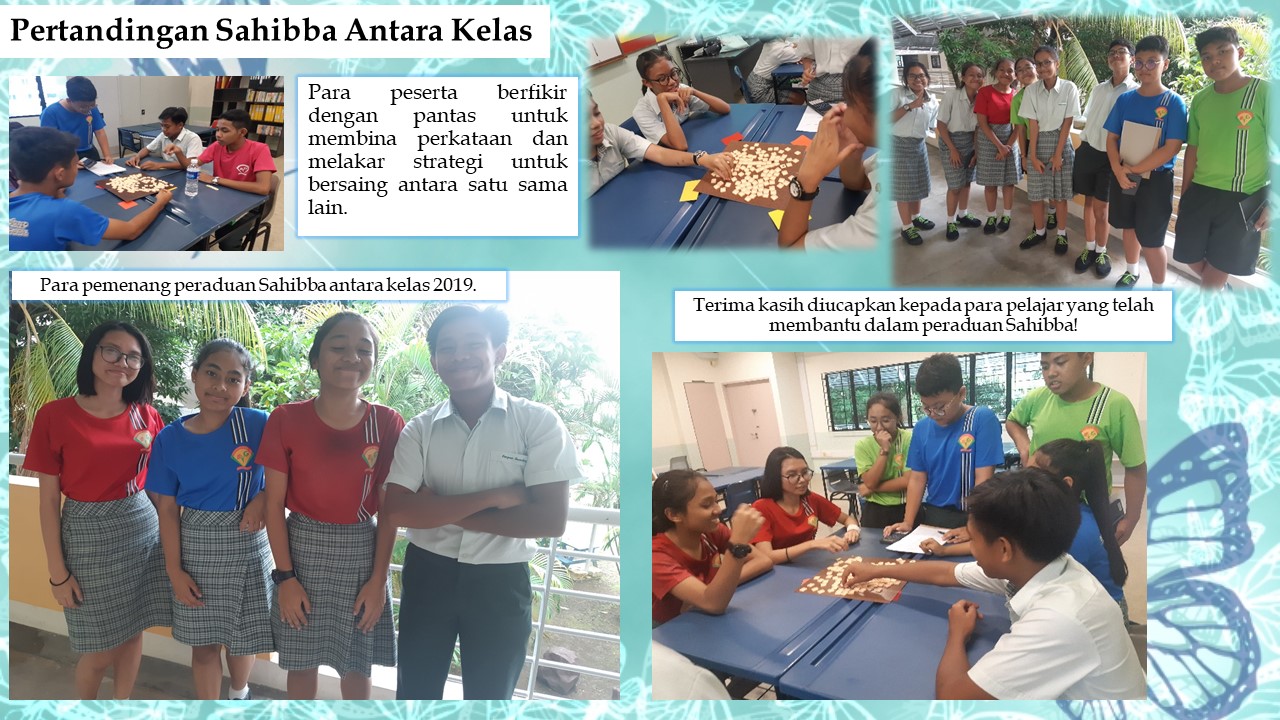 Pertandingan Sahibba Antara Kelas
Para peserta berfikir
dengan pantas untuk
membina perkataan dan
melakar strategi untuk
bersaing antara satu sama
lain.
Para pemenang peraduan Sahibba antara kelas 2019.
Terima kasih diucapkan kepada para pelajar yang telah
membantu dalam peraduan Sahibba!